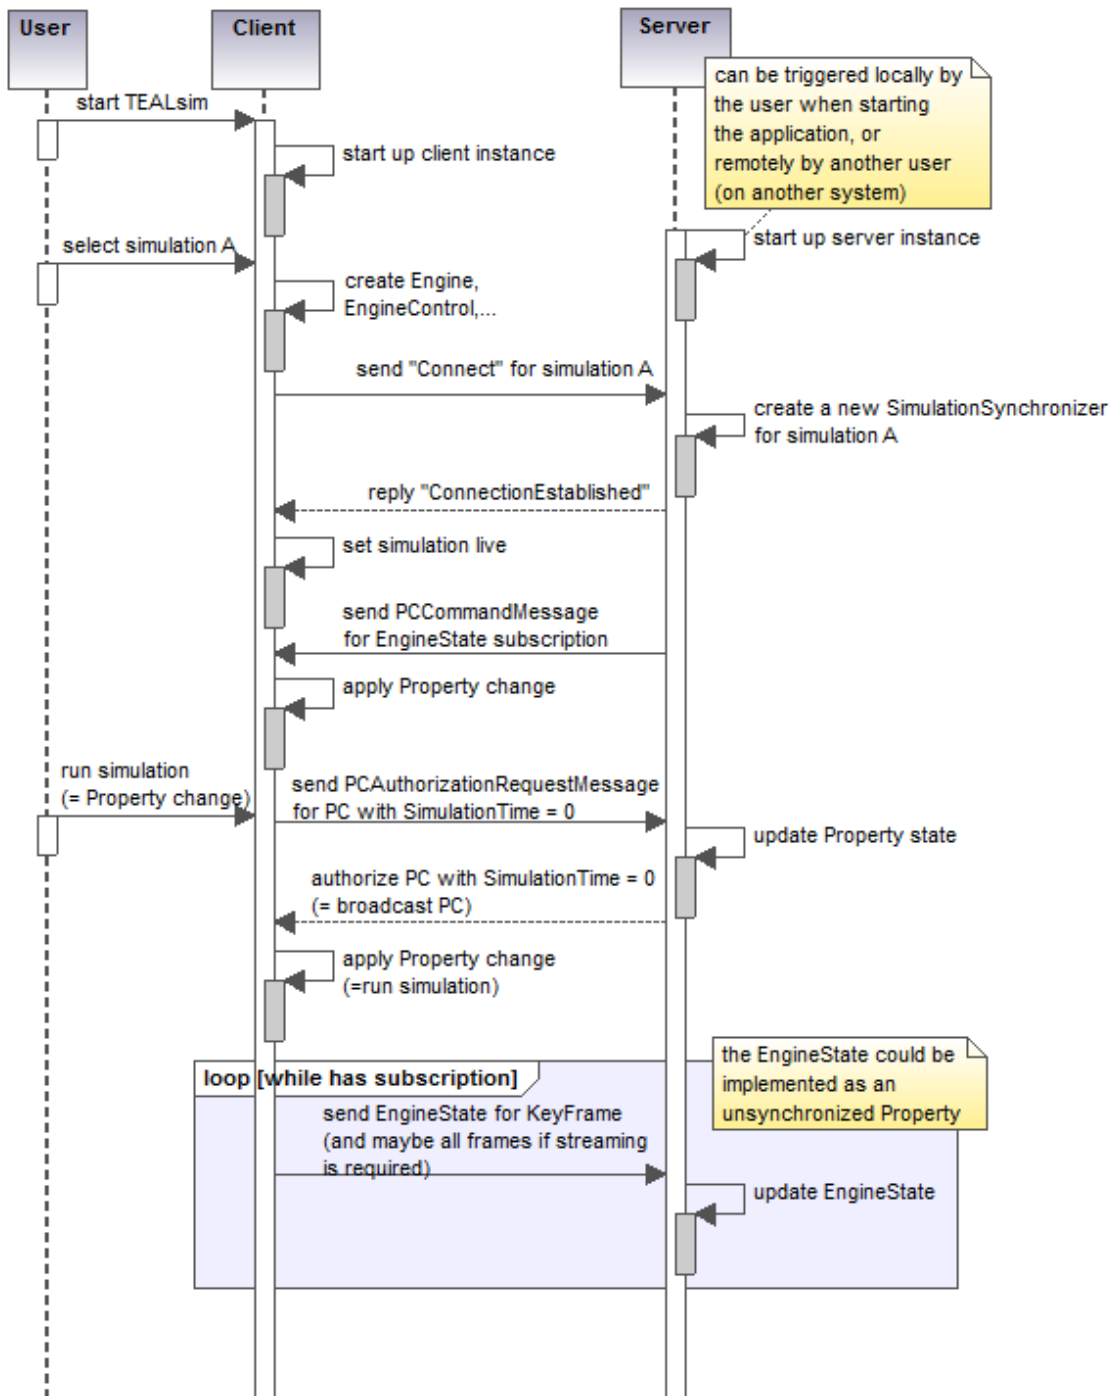 User
Client
Server
can be triggered locally by
the user when starting
the application, or
remotely by another user
(on another system)
start TEALsim
start up client instance
select simulation A
start up server instance
create Engine,
EngineControl,...
send "Connect" for simulation A
create a new SimulationSynchronizer
for simulation A
reply "ConnectionEstablished"
set simulation live
send PCCommandMessage
for EngineState subscription
apply Property change
run simulation
(= Property change)
send PCAuthorizationRequestMessage
for PC with SimulationTime = 0
update Property state
authorize PC with SimulationTime = 0
(= broadcast PC)
apply Property change
(=run simulation)
the EngineState could be
implemented as an
unsynchronized Property
loop [while has subscription]
send EngineState for KeyFrame
(and maybe all frames if streaming
is required)
update EngineState